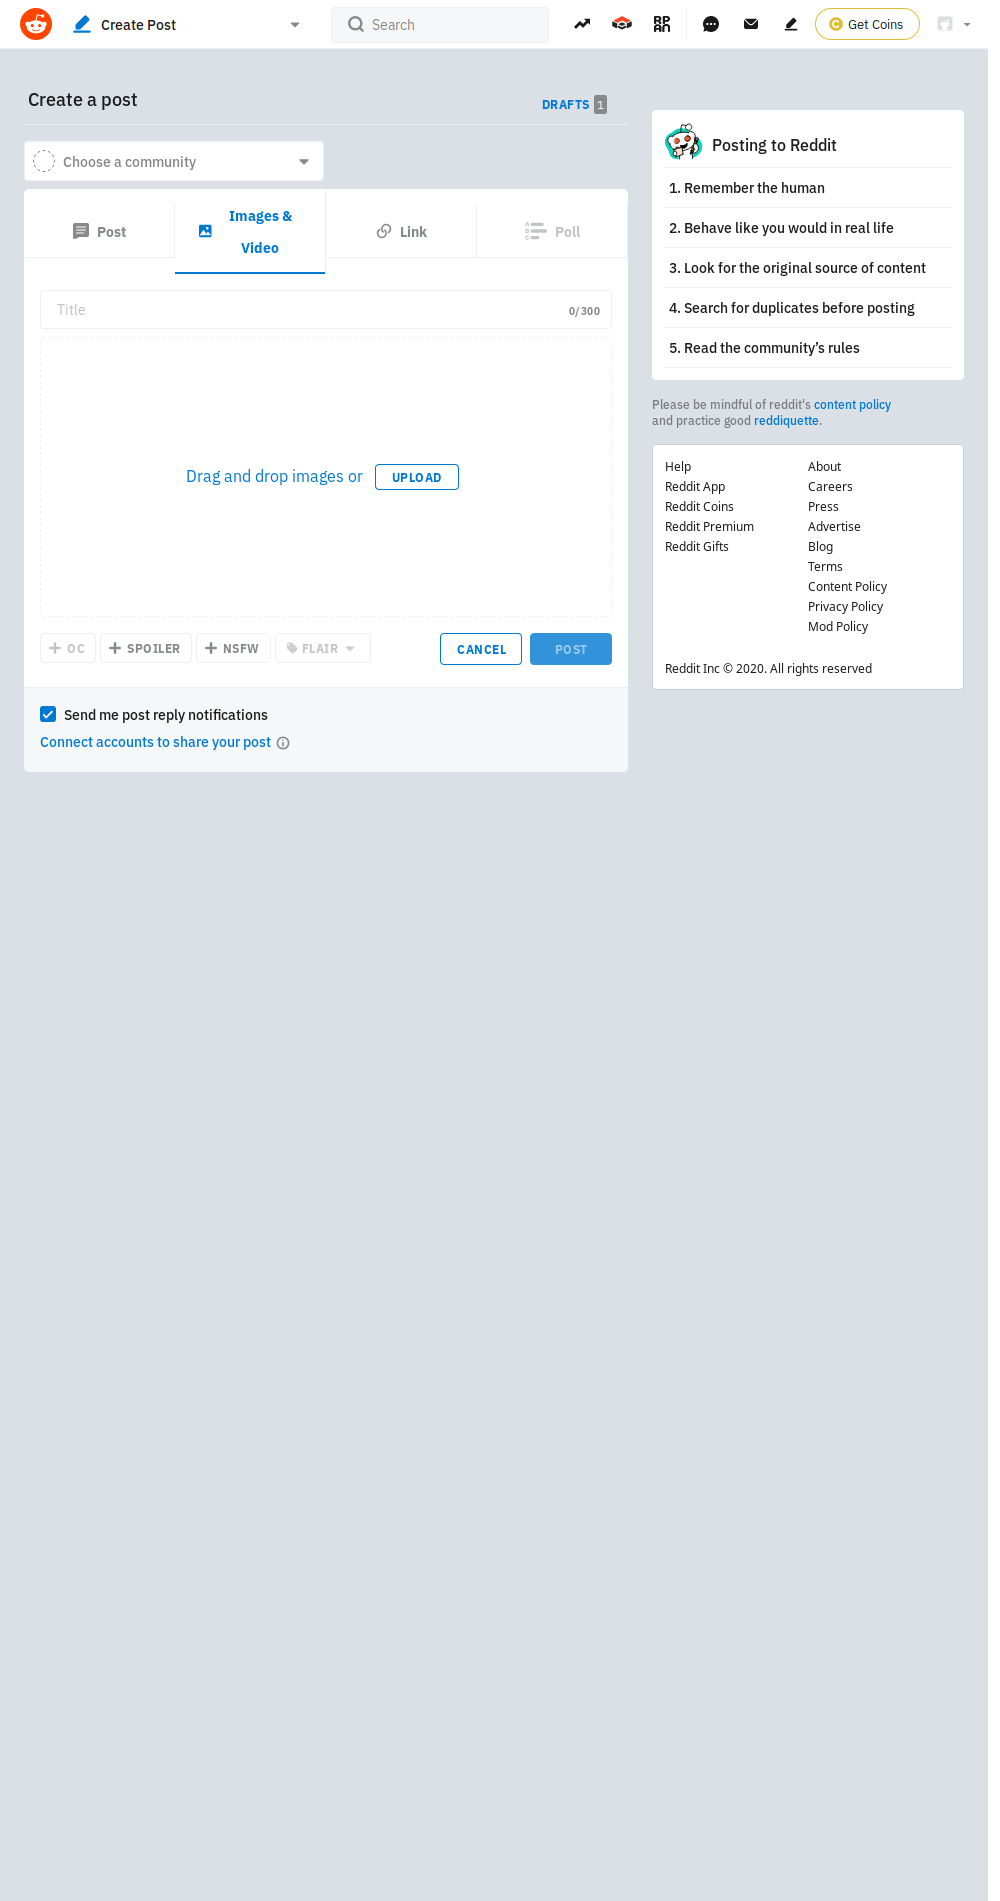 Create Post
Search
RPAN
Get Coins
Create a post
DRAFTS 1
Choose a community
Post
Images &
Video
Link
Poll
Title
0/300
Drag and drop images or
UPLOAD
OC
SPOILER
NSFW
FLAIR
CANCEL
POST
Send me post reply notifications
Connect accounts to share your post
Posting to Reddit
1. Remember the human
2. Behave like you would in real life
3. Look for the original source of content
4. Search for duplicates before posting
5. Read the community’s rules
Please be mindful of reddit's content policy
and practice good reddiquette.
Help
Reddit App
Reddit Coins
Reddit Premium
Reddit Gifts
About
Careers
Press
Advertise
Blog
Terms
Content Policy
Privacy Policy
Mod Policy
Reddit Inc © 2020. All rights reserved